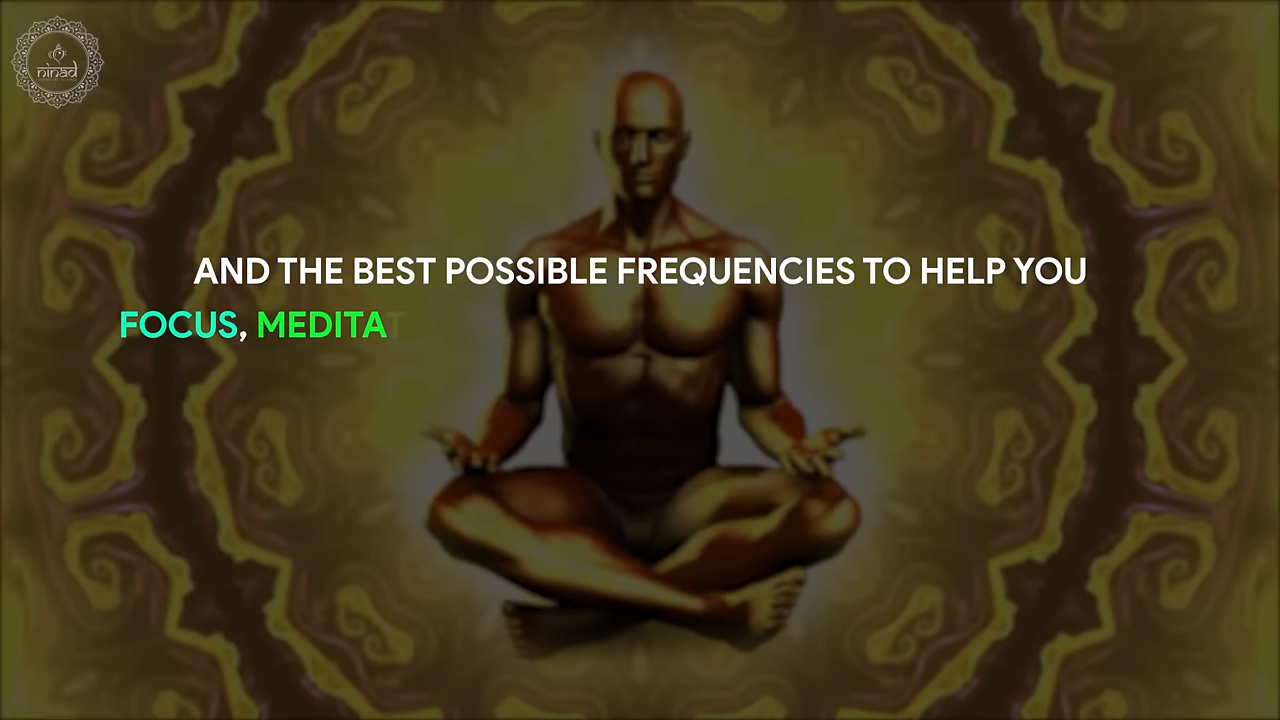 ninad
AND THE BEST POSSIBLE FREQUENCIES TO HELP YOU
FOCUS, MEDITAT